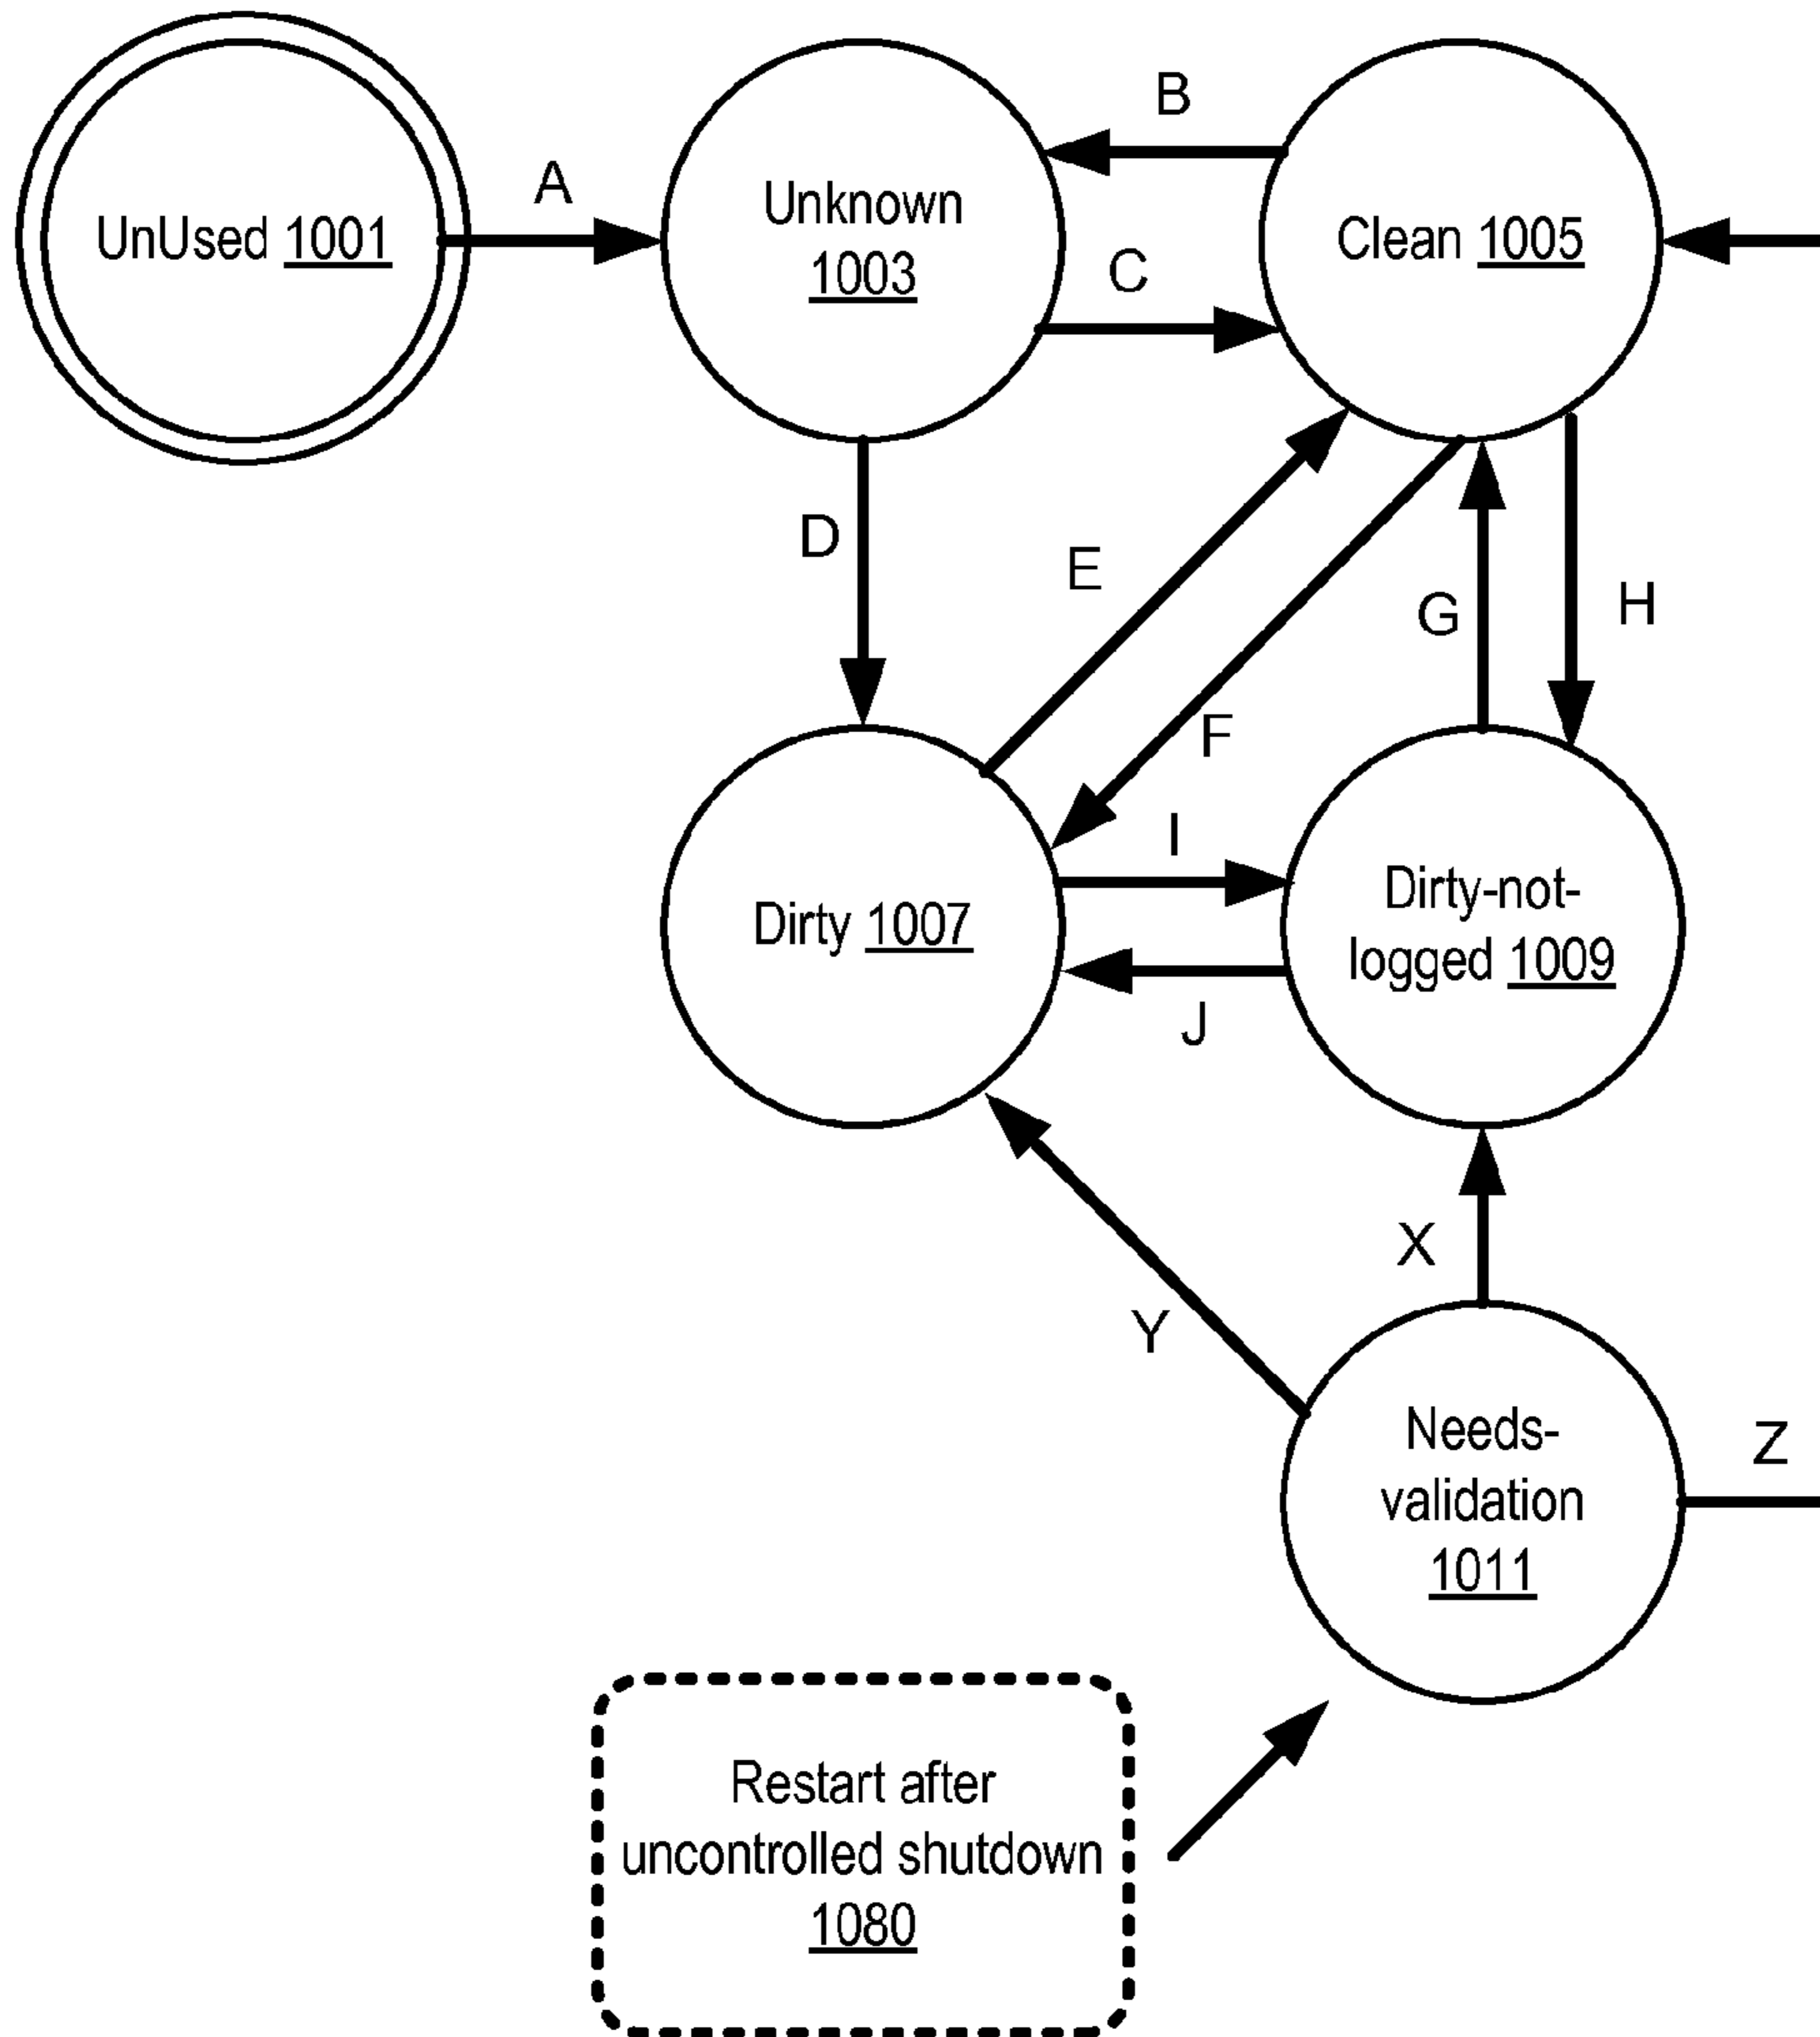 UnUsed 1001
A
Unknown
1003
B
C
Clean 1005
D
E
F
G
H
Dirty 1007
I
J
Dirty-not-
logged 1009
X
Y
Needs-
validation
1011
Z
Restart after
uncontrolled shutdown
1080